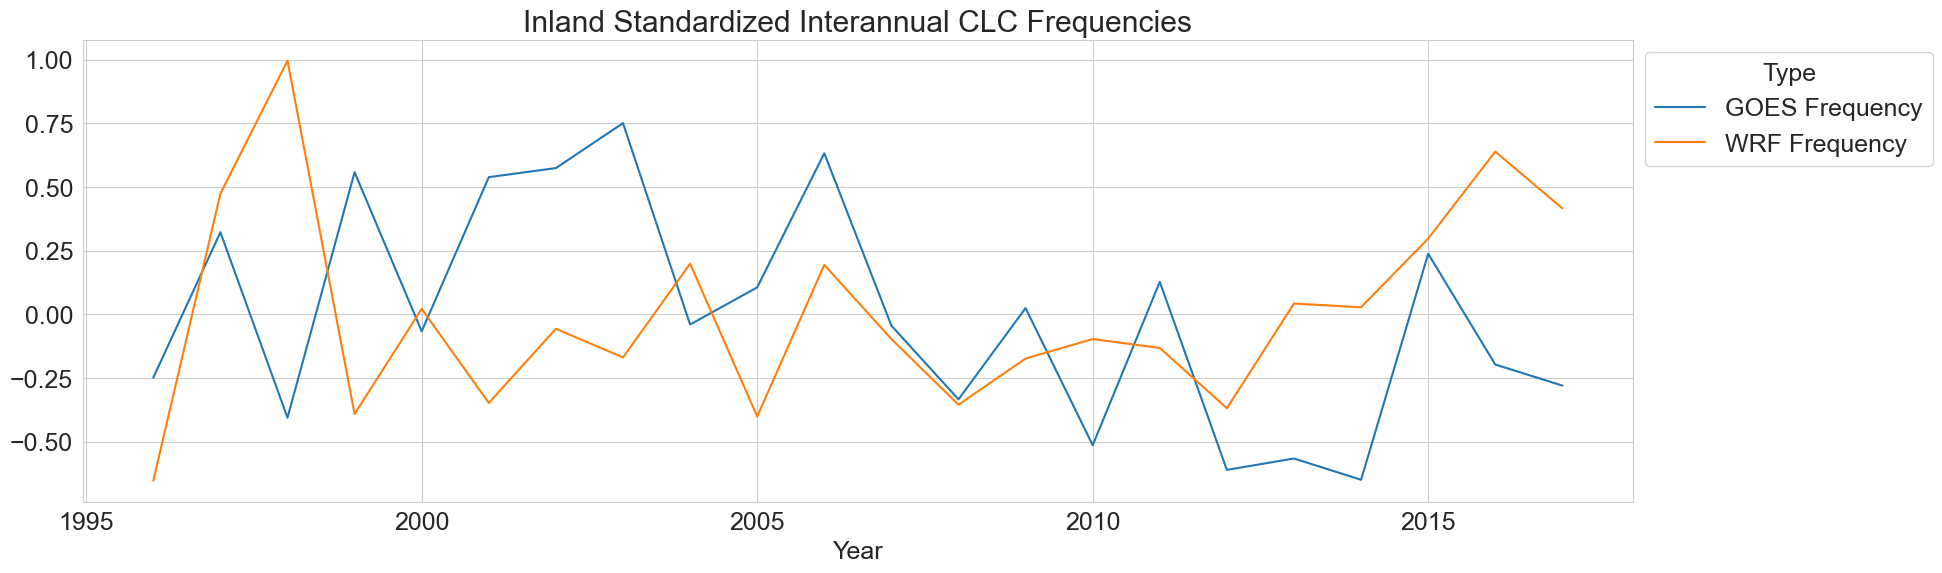 Inland Standardized Interannual CLC Frequencies
1.00
0.75
0.50
0.25
0.00
−0.25
−0.50
1995 2000 2005 2010 2015
Year
Type
GOES Frequency
WRF Frequency